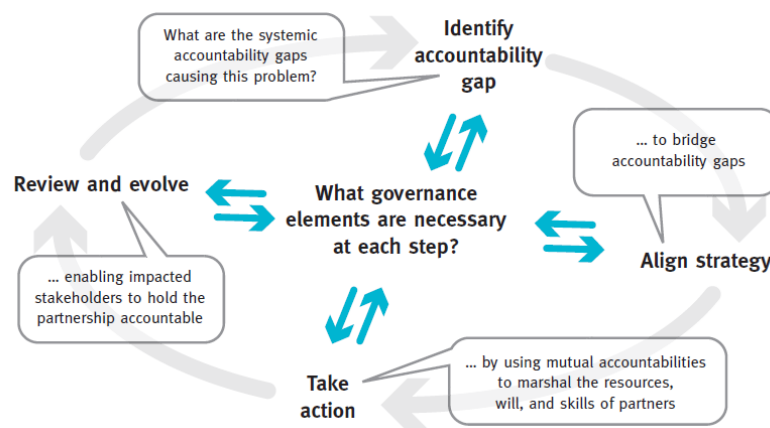 What are the systemic
accountability gaps
causing this problem?
Identify
accountability
gap
... to bridge
accountability gaps
Review and evolve
What governance
elements are necessary
at each step?
Align strategy
... enabling impacted
stakeholders to hold the
partnership accountable
Take
action
... by using mutual accountabilities
to marshal the resources,
will, and skills of partners